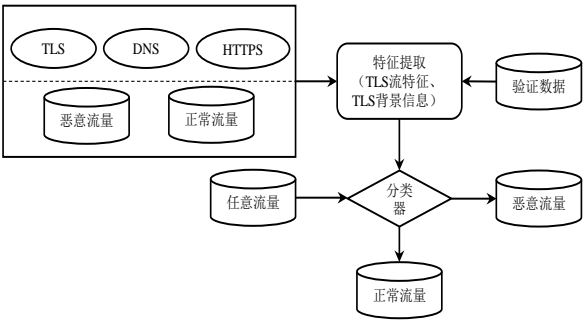 TLS
DNS
HTTPS
恶意流量
正常流量
特征提取
（TLS流特征、
TLS背景信息）
验证数据
任意流量
分类
器
恶意流量
正常流量